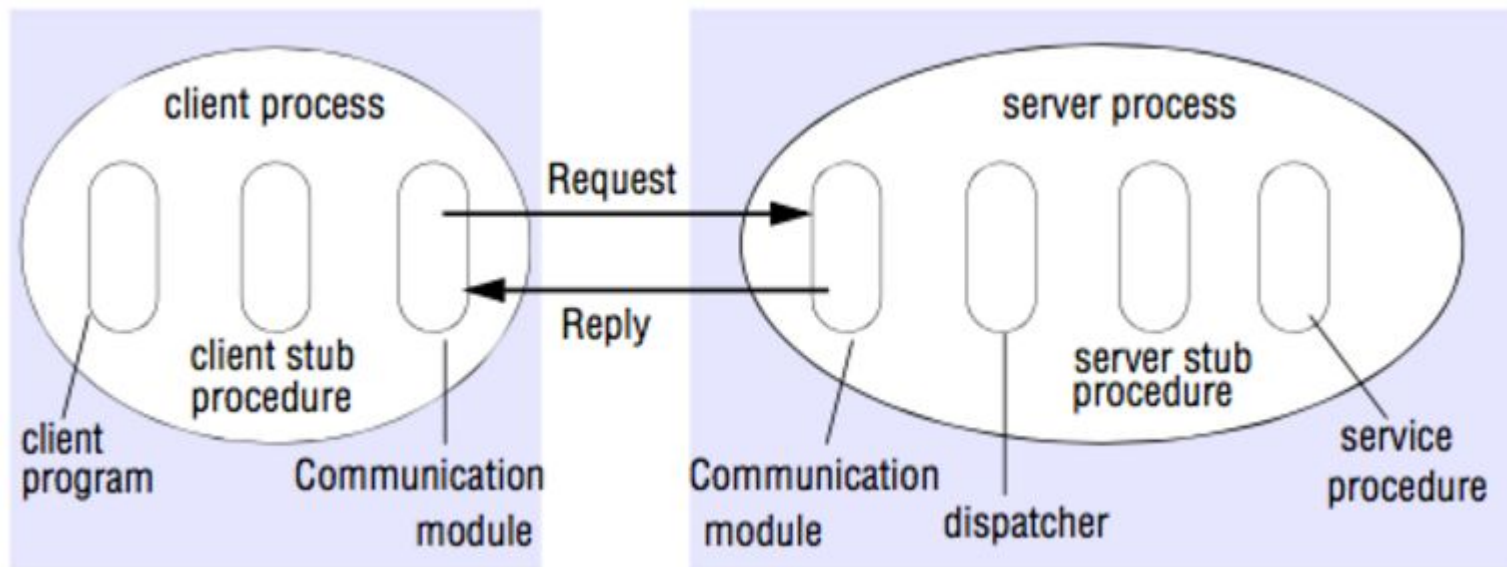 client process
server process
Request
Reply
client stub
procedure
server stub
procedure
client
program
Communication
module
Communication
module
dispatcher
service
procedure